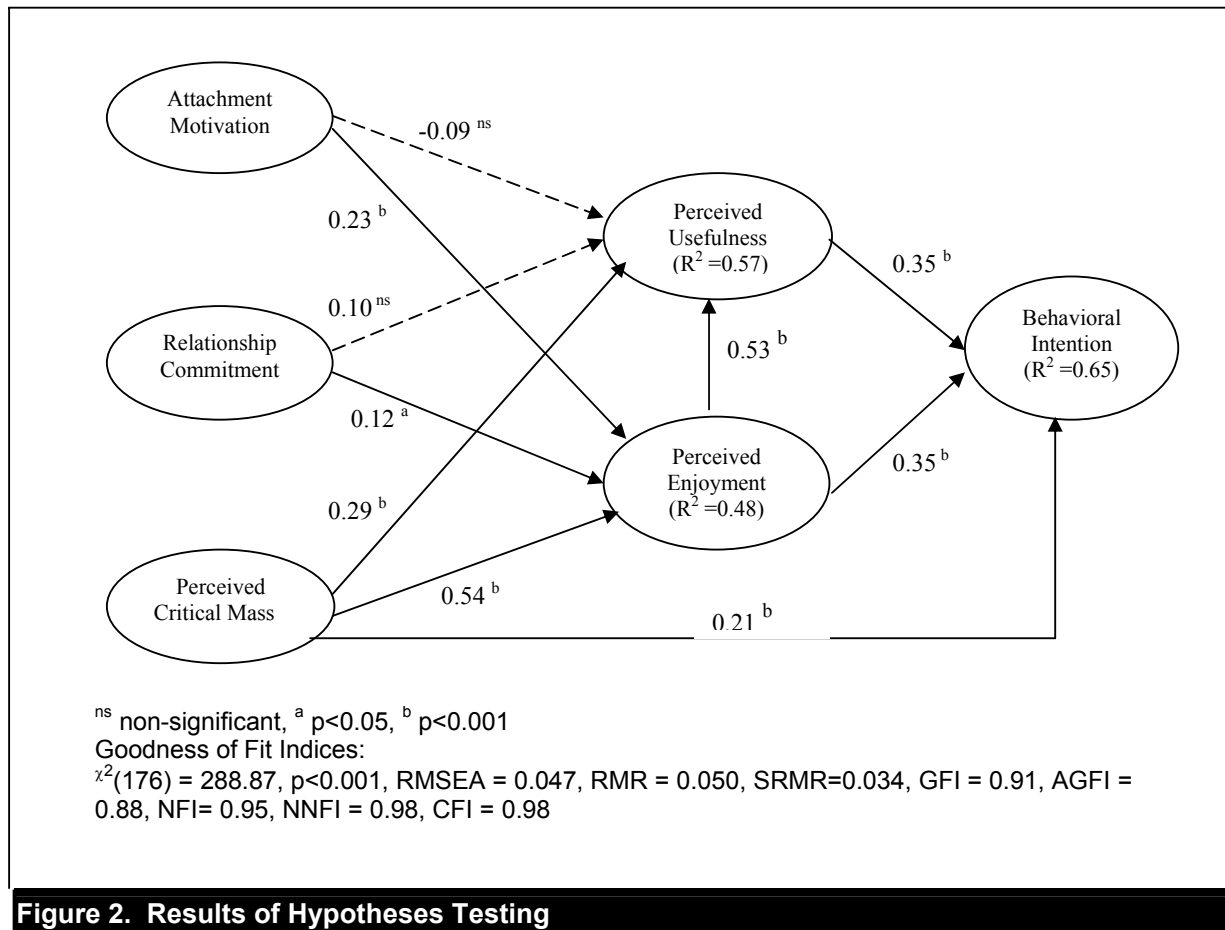 Attachment
Motivation
-0.09 ns
0.23 b
Perceived
Usefulness
(R2 =0.57)
0.35 b
0.10 ns
Relationship
Commitment
Behavioral
Intention
(R2 =0.65)
0.53 b
0.12 a
Perceived
Enjoyment
(R2 =0.48)
0.35 b
0.29 b
Perceived
Critical Mass
0.54 b
0.21 b
ns non-significant, a p<0.05, b p<0.001
Goodness of Fit Indices:
χ2(176) = 288.87, p<0.001, RMSEA = 0.047, RMR = 0.050, SRMR=0.034, GFI = 0.91, AGFI =
0.88, NFI= 0.95, NNFI = 0.98, CFI = 0.98
Figure 2. Results of Hypotheses Testing